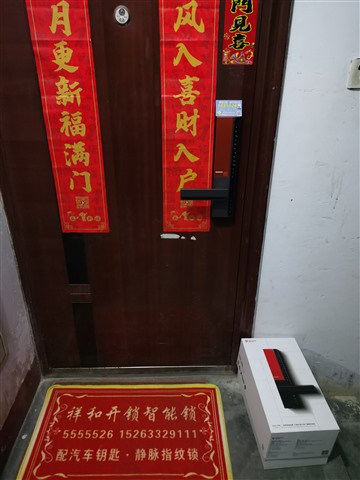 月更新福满门
风入喜财入户
门见喜
祥和开锁智能锁
5555526 15263329111
配汽车钥匙·静脉指纹锁